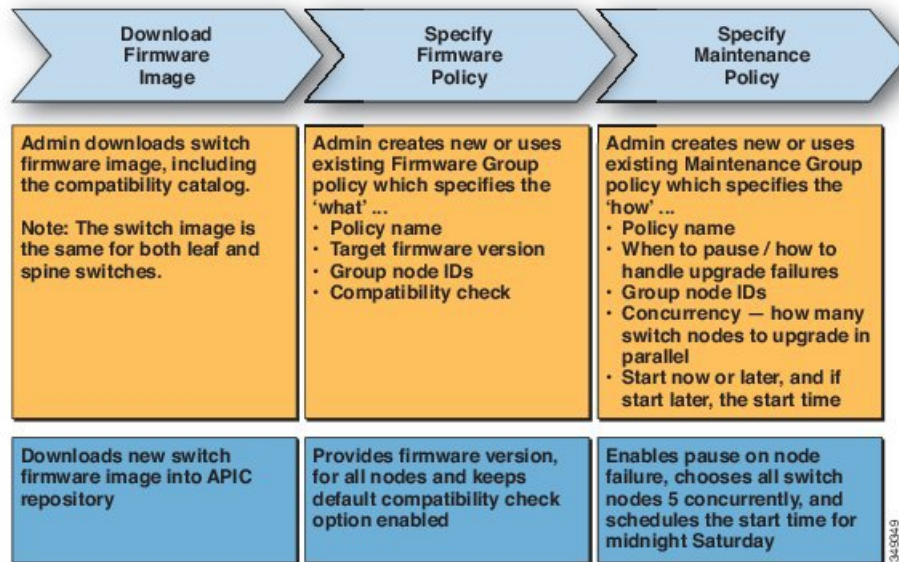 Download
Firmware
Image
Specify
Firmware
Policy
Specify
Maintenance
Policy
Admin downloads switch
firmware image, including
the compatibility catalog.
Note: The switch image is
the same for both leaf and
spine switches.
Admin creates new or uses
existing Firmware Group
policy which specifies the
‘what’ ...
• Policy name
• Target firmware version
• Group node IDs
• Compatibility check
Admin creates new or uses
existing Maintenance Group
policy which specifies the
‘how’ ...
• Policy name
• When to pause / how to
handle upgrade failures
• Group node IDs
• Concurrency — how many
switch nodes to upgrade in
parallel
• Start now or later, and if
start later, the start time
Downloads new switch
firmware image into APIC
repository
Provides firmware version,
for all nodes and keeps
default compatibility check
option enabled
Enables pause on node
failure, chooses all switch
nodes 5 concurrently, and
schedules the start time for
midnight Saturday
349349